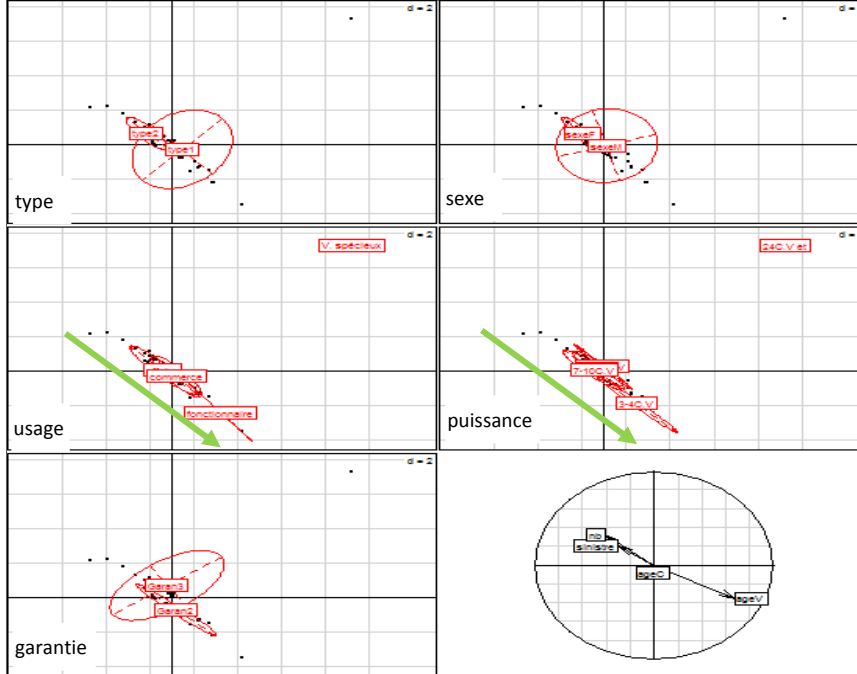 d = 2
type2
type1
type
d = 2
sexeF
sexeM
sexe
d = 2
V. spécieux
commerce
fonctionnaire
usage
d = 2
24C.V et
7-10C.V
3-4C.V
puissance
d = 2
Garan3
Garan2
garantie
nb
sinistre
ageC
ageV